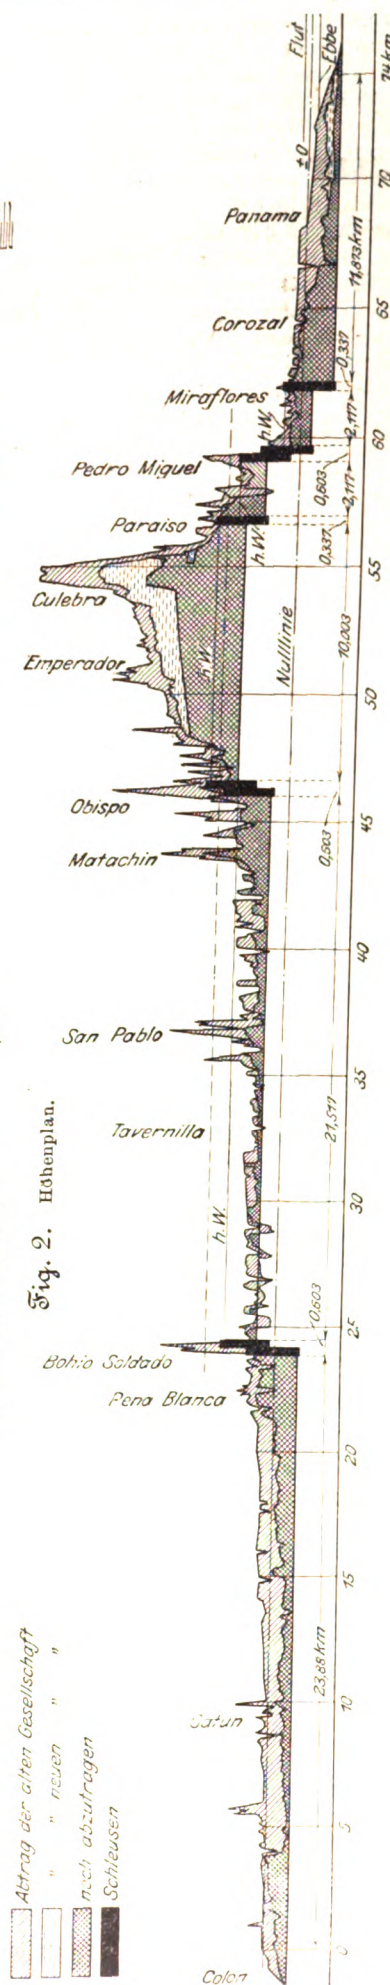 Fig. 2. Höhenplan.
Abtrag der alten Gesellschaft
" " neuen "
noch abzutragen
Schleusen
Colon
Gatun
Pena Blanca
Bohio Soldado
Tavernilla
San Pablo
Matachin
Obispo
Emperador
Culebra
Paraiso
Pedro Miguel
Miraflores
Corozal
Panama
±0
Flut
Ebbe
h.W.
h.W.
h.W.
h.W.
Nulllinie
23,88 km
0,603
21,517
0,603
10,003
0,337
2,117
0,603
2,117
0,337
11,873 km
0
5
10
15
20
25
30
35
40
45
50
55
60
65
70
74 km